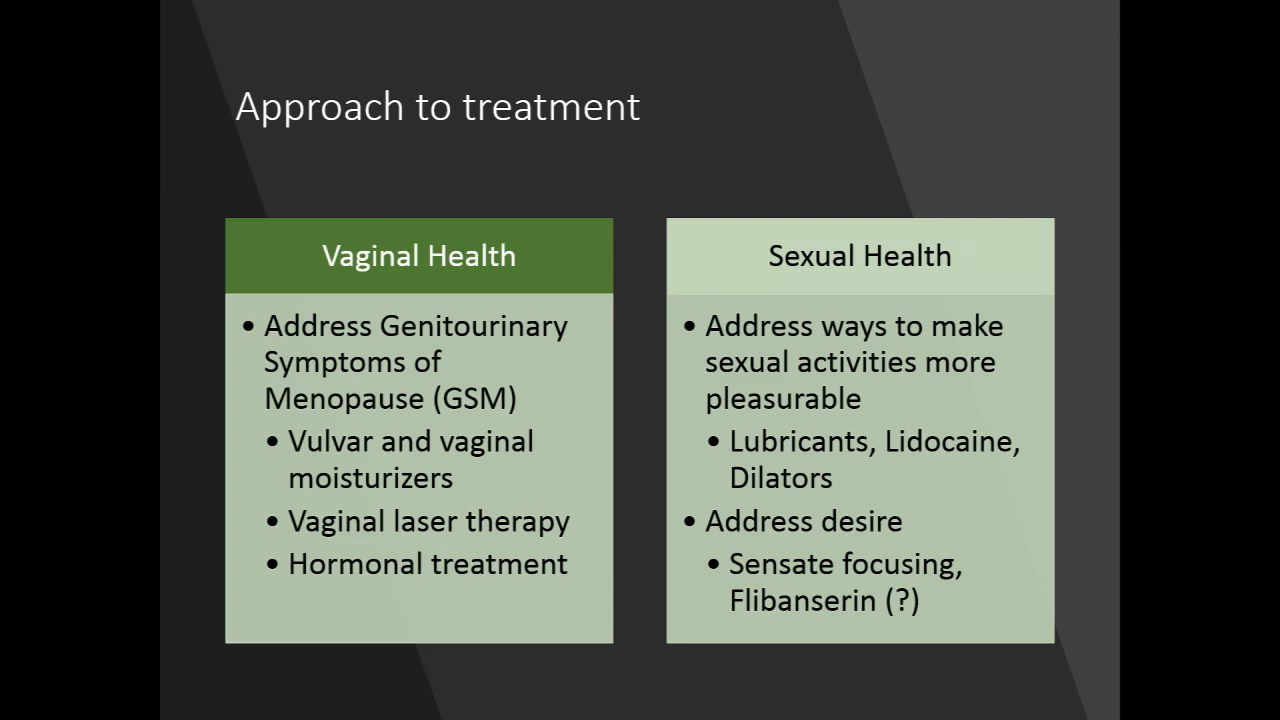 Approach to treatment
Vaginal Health
• Address Genitourinary
Symptoms of
Menopause (GSM)
• Vulvar and vaginal
moisturizers
• Vaginal laser therapy
• Hormonal treatment
Sexual Health
• Address ways to make
sexual activities more
pleasurable
• Lubricants, Lidocaine,
Dilators
• Address desire
• Sensate focusing,
Flibanserin (?)